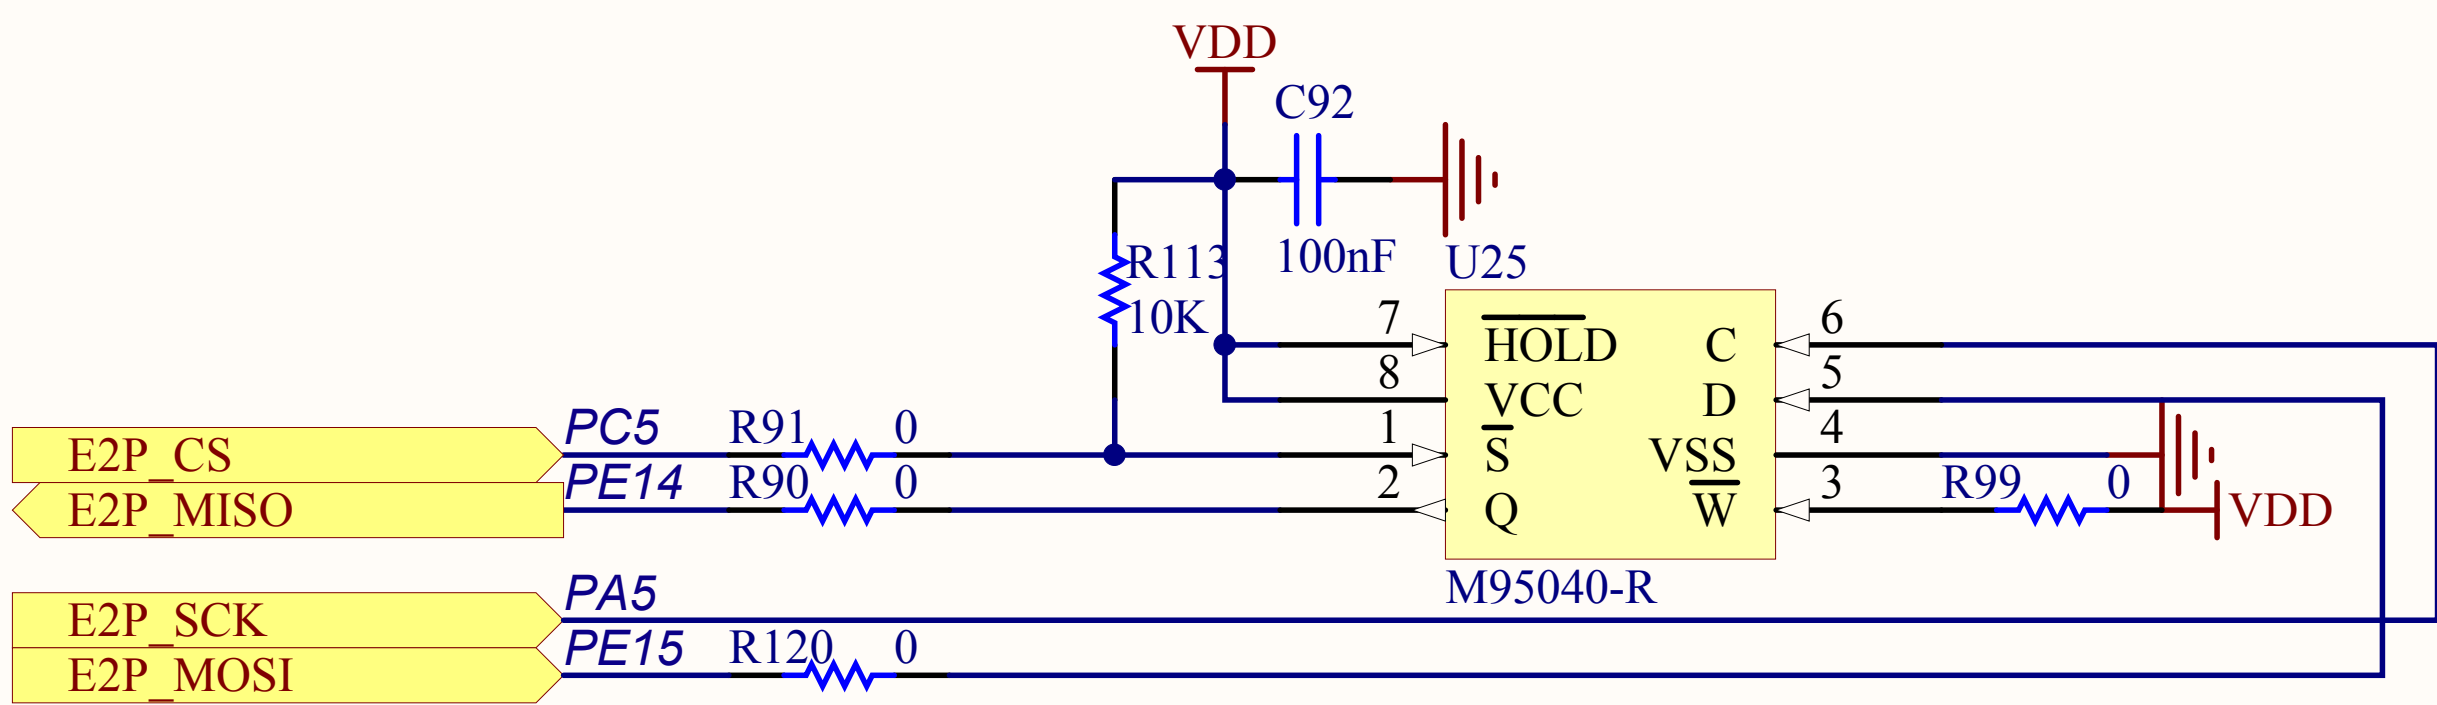 VDD
C92
R113
100nF
U25
10K
7
HOLD
C
6
8
VCC
D
5
E2P_CS
PC5
R91
0
1
S
VSS
4
E2P_MISO
PE14
R90
0
2
Q
W
3
R99
0
VDD
M95040-R
E2P_SCK
PA5
E2P_MOSI
PE15
R120
0